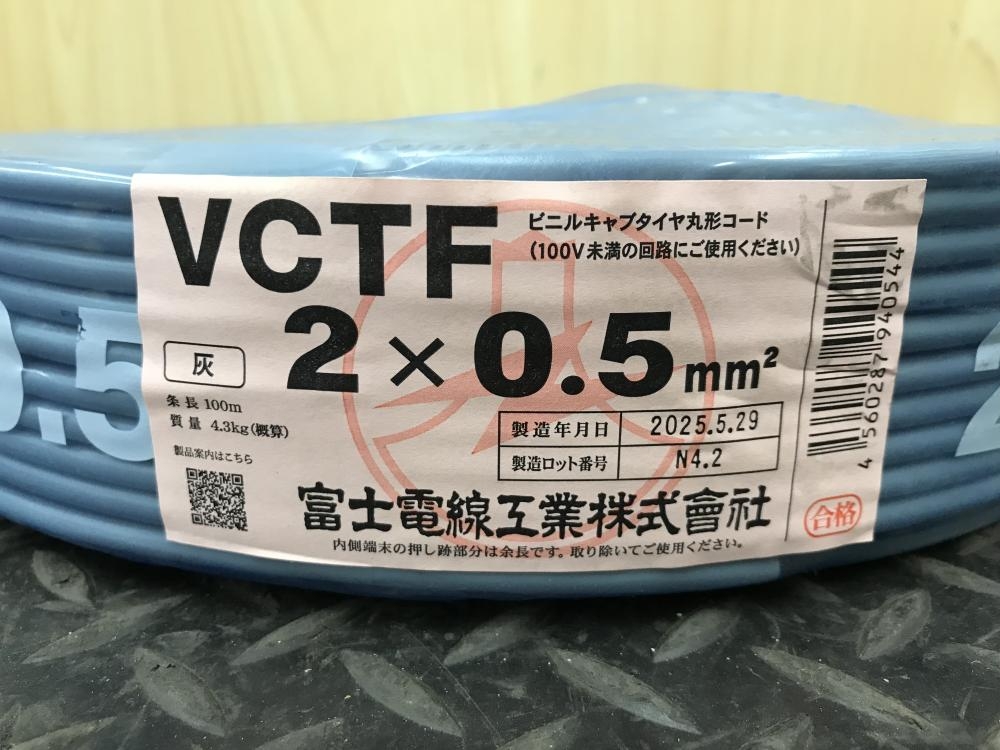 VCTF
ビニルキャブタイヤ丸形コード
(100V未満の回路にご使用ください)
2×0.5mm²
灰
条長 100m
質量 4.3kg(概算)
製品案内はこちら
製造年月日 2025.5.29
製造ロット番号 N4.2
富士電線工業株式會社
内側端末の押し跡部分は余長です。取り除いてご使用ください。
4560287940544
合格
0.5
2